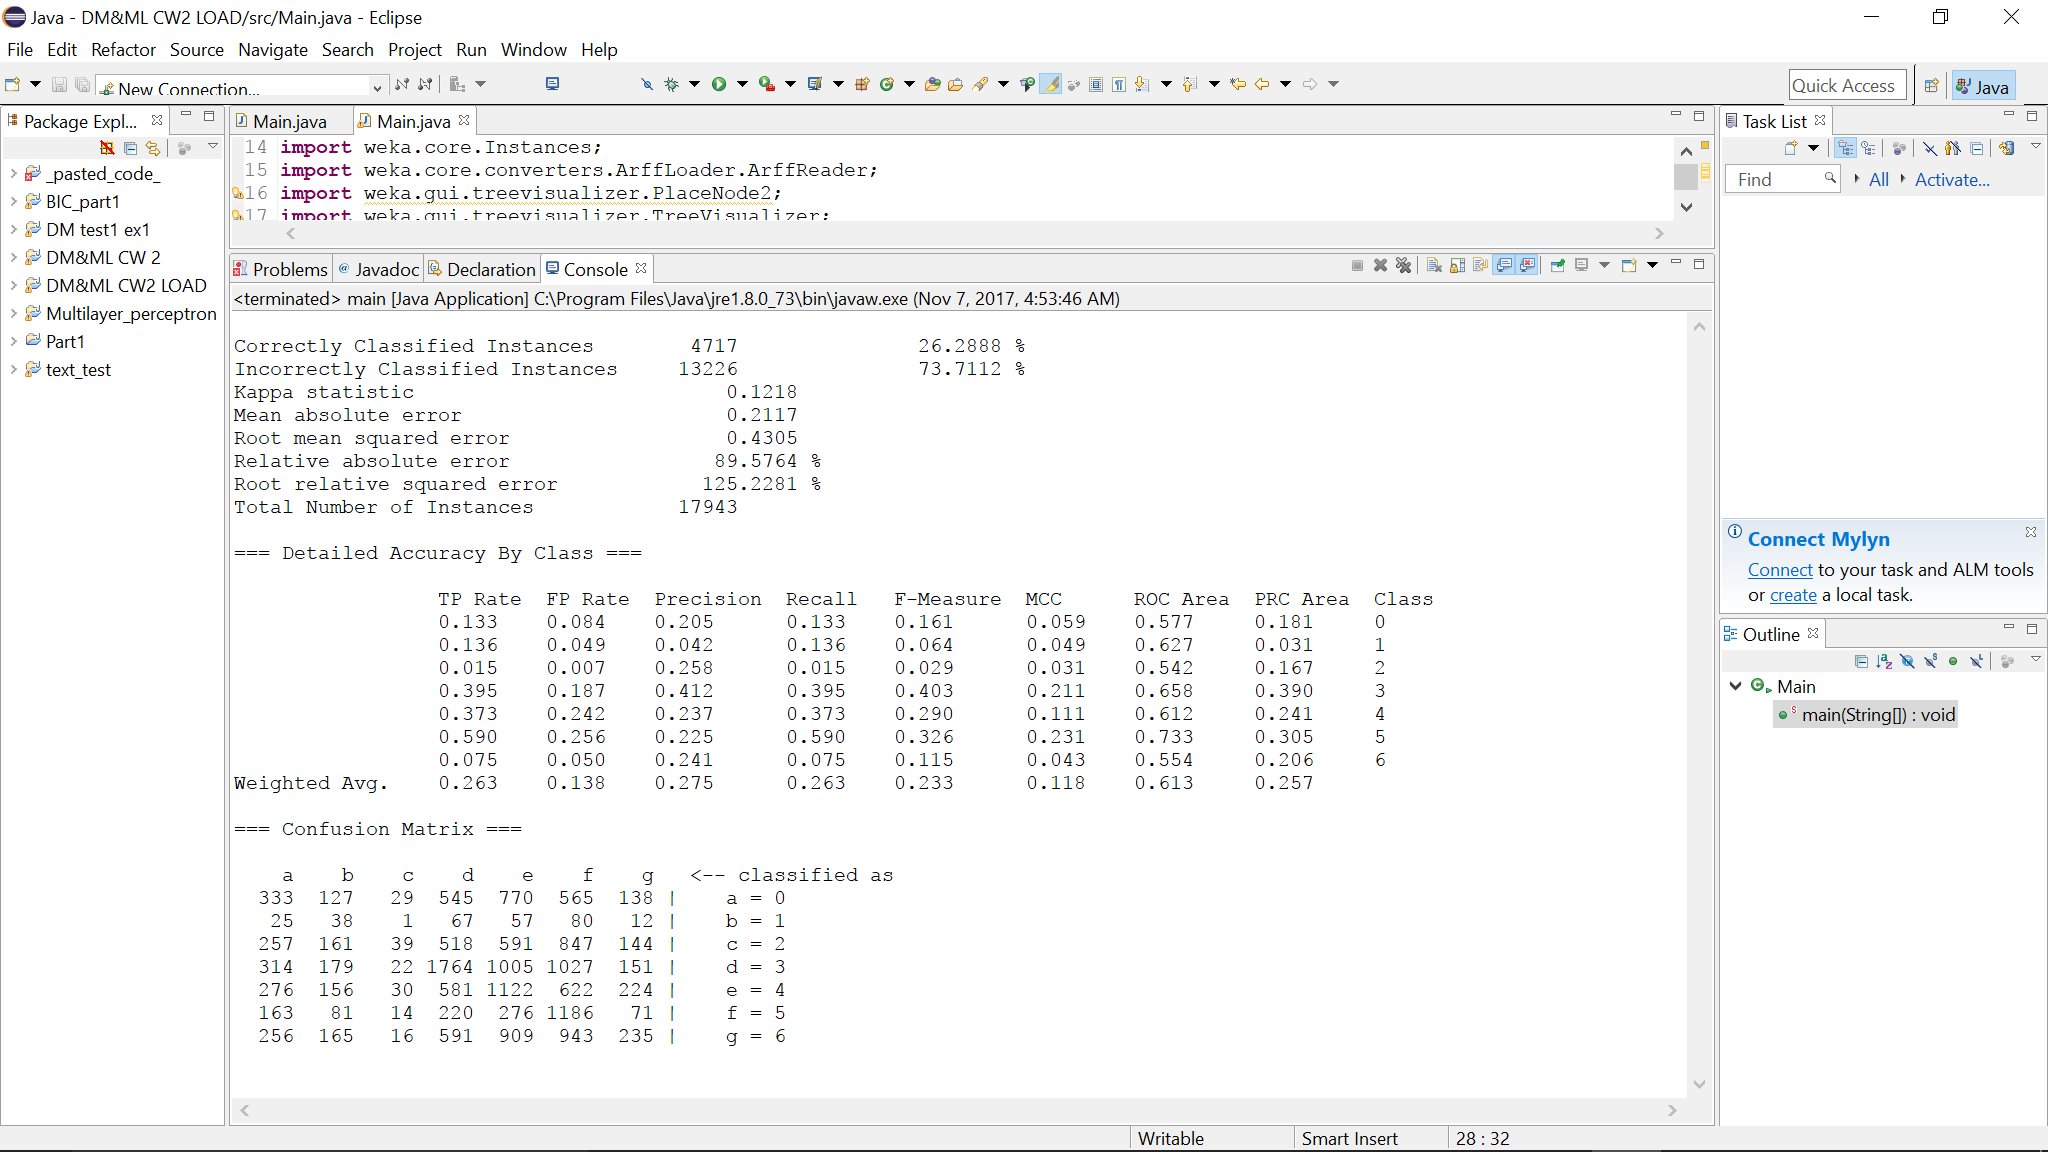 Java - DM&ML CW2 LOAD/src/Main.java - Eclipse
File Edit Refactor Source Navigate Search Project Run Window Help
New Connection...
Quick Access
Java
Package Expl...
_pasted_code_
BIC_part1
DM test1 ex1
DM&ML CW 2
DM&ML CW2 LOAD
Multilayer_perceptron
Part1
text_test
Main.java Main.java
14 import weka.core.Instances;
15 import weka.core.converters.ArffLoader.ArffReader;
16 import weka.gui.treevisualizer.PlaceNode2;
17 import weka.gui.treevisualizer.TreeVisualizer;
Problems @ Javadoc Declaration Console
<terminated> main [Java Application] C:\Program Files\Java\jre1.8.0_73\bin\javaw.exe (Nov 7, 2017, 4:53:46 AM)
Correctly Classified Instances 4717 26.2888 %
Incorrectly Classified Instances 13226 73.7112 %
Kappa statistic 0.1218
Mean absolute error 0.2117
Root mean squared error 0.4305
Relative absolute error 89.5764 %
Root relative squared error 125.2281 %
Total Number of Instances 17943
=== Detailed Accuracy By Class ===
TP Rate FP Rate Precision Recall F-Measure MCC ROC Area PRC Area Class
0.133 0.084 0.205 0.133 0.161 0.059 0.577 0.181 0
0.136 0.049 0.042 0.136 0.064 0.049 0.627 0.031 1
0.015 0.007 0.258 0.015 0.029 0.031 0.542 0.167 2
0.395 0.187 0.412 0.395 0.403 0.211 0.658 0.390 3
0.373 0.242 0.237 0.373 0.290 0.111 0.612 0.241 4
0.590 0.256 0.225 0.590 0.326 0.231 0.733 0.305 5
0.075 0.050 0.241 0.075 0.115 0.043 0.554 0.206 6
Weighted Avg. 0.263 0.138 0.275 0.263 0.233 0.118 0.613 0.257
=== Confusion Matrix ===
a b c d e f g <-- classified as
333 127 29 545 770 565 138 | a = 0
25 38 1 67 57 80 12 | b = 1
257 161 39 518 591 847 144 | c = 2
314 179 22 1764 1005 1027 151 | d = 3
276 156 30 581 1122 622 224 | e = 4
163 81 14 220 276 1186 71 | f = 5
256 165 16 591 909 943 235 | g = 6
Task List
Find All Activate...
Connect Mylyn
Connect to your task and ALM tools
or create a local task.
Outline
Main
main(String[]) : void
Writable Smart Insert 28 : 32